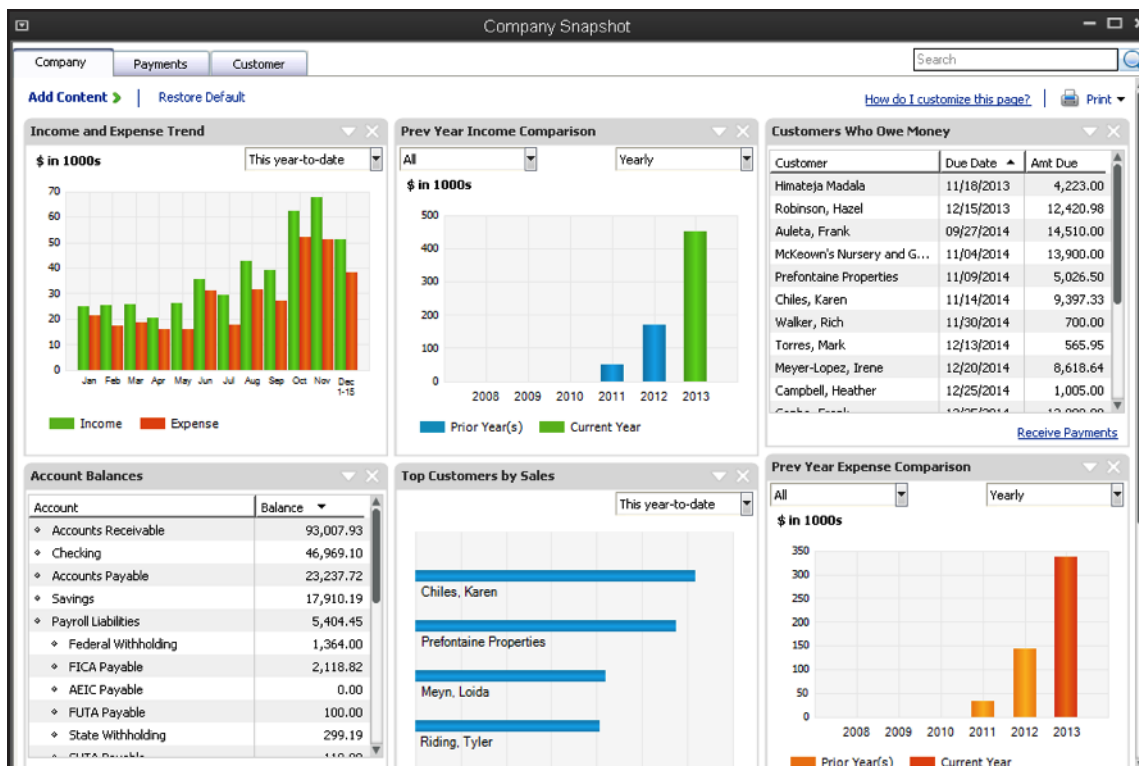 Company Snapshot
Company Payments Customer
Search
Add Content Restore Default
How do I customize this page? Print
Income and Expense Trend
$ in 1000s This year-to-date
70
60
50
40
30
20
10
0
Jan Feb Mar Apr May Jun Jul Aug Sep Oct Nov Dec
1-15
Income Expense
Prev Year Income Comparison
All Yearly
$ in 1000s
500
400
300
200
100
0
2008 2009 2010 2011 2012 2013
Prior Year(s) Current Year
Customers Who Owe Money
Customer Due Date Amt Due
Himateja Madala 11/18/2013 4,223.00
Robinson, Hazel 12/15/2013 12,420.98
Auleta, Frank 09/27/2014 14,510.00
McKeown's Nursery and G... 11/04/2014 13,900.00
Prefontaine Properties 11/09/2014 5,026.50
Chiles, Karen 11/14/2014 9,397.33
Walker, Rich 11/30/2014 700.00
Torres, Mark 12/13/2014 565.95
Meyer-Lopez, Irene 12/20/2014 8,618.64
Campbell, Heather 12/25/2014 1,005.00
Receive Payments
Account Balances
Account Balance
Accounts Receivable 93,007.93
Checking 46,969.10
Accounts Payable 23,237.72
Savings 17,910.19
Payroll Liabilities 5,404.45
Federal Withholding 1,364.00
FICA Payable 2,118.82
AEIC Payable 0.00
FUTA Payable 100.00
State Withholding 299.19
Top Customers by Sales
This year-to-date
Chiles, Karen
Prefontaine Properties
Meyn, Loida
Riding, Tyler
Prev Year Expense Comparison
All Yearly
$ in 1000s
350
300
250
200
150
100
50
0
2008 2009 2010 2011 2012 2013
Prior Year(s) Current Year